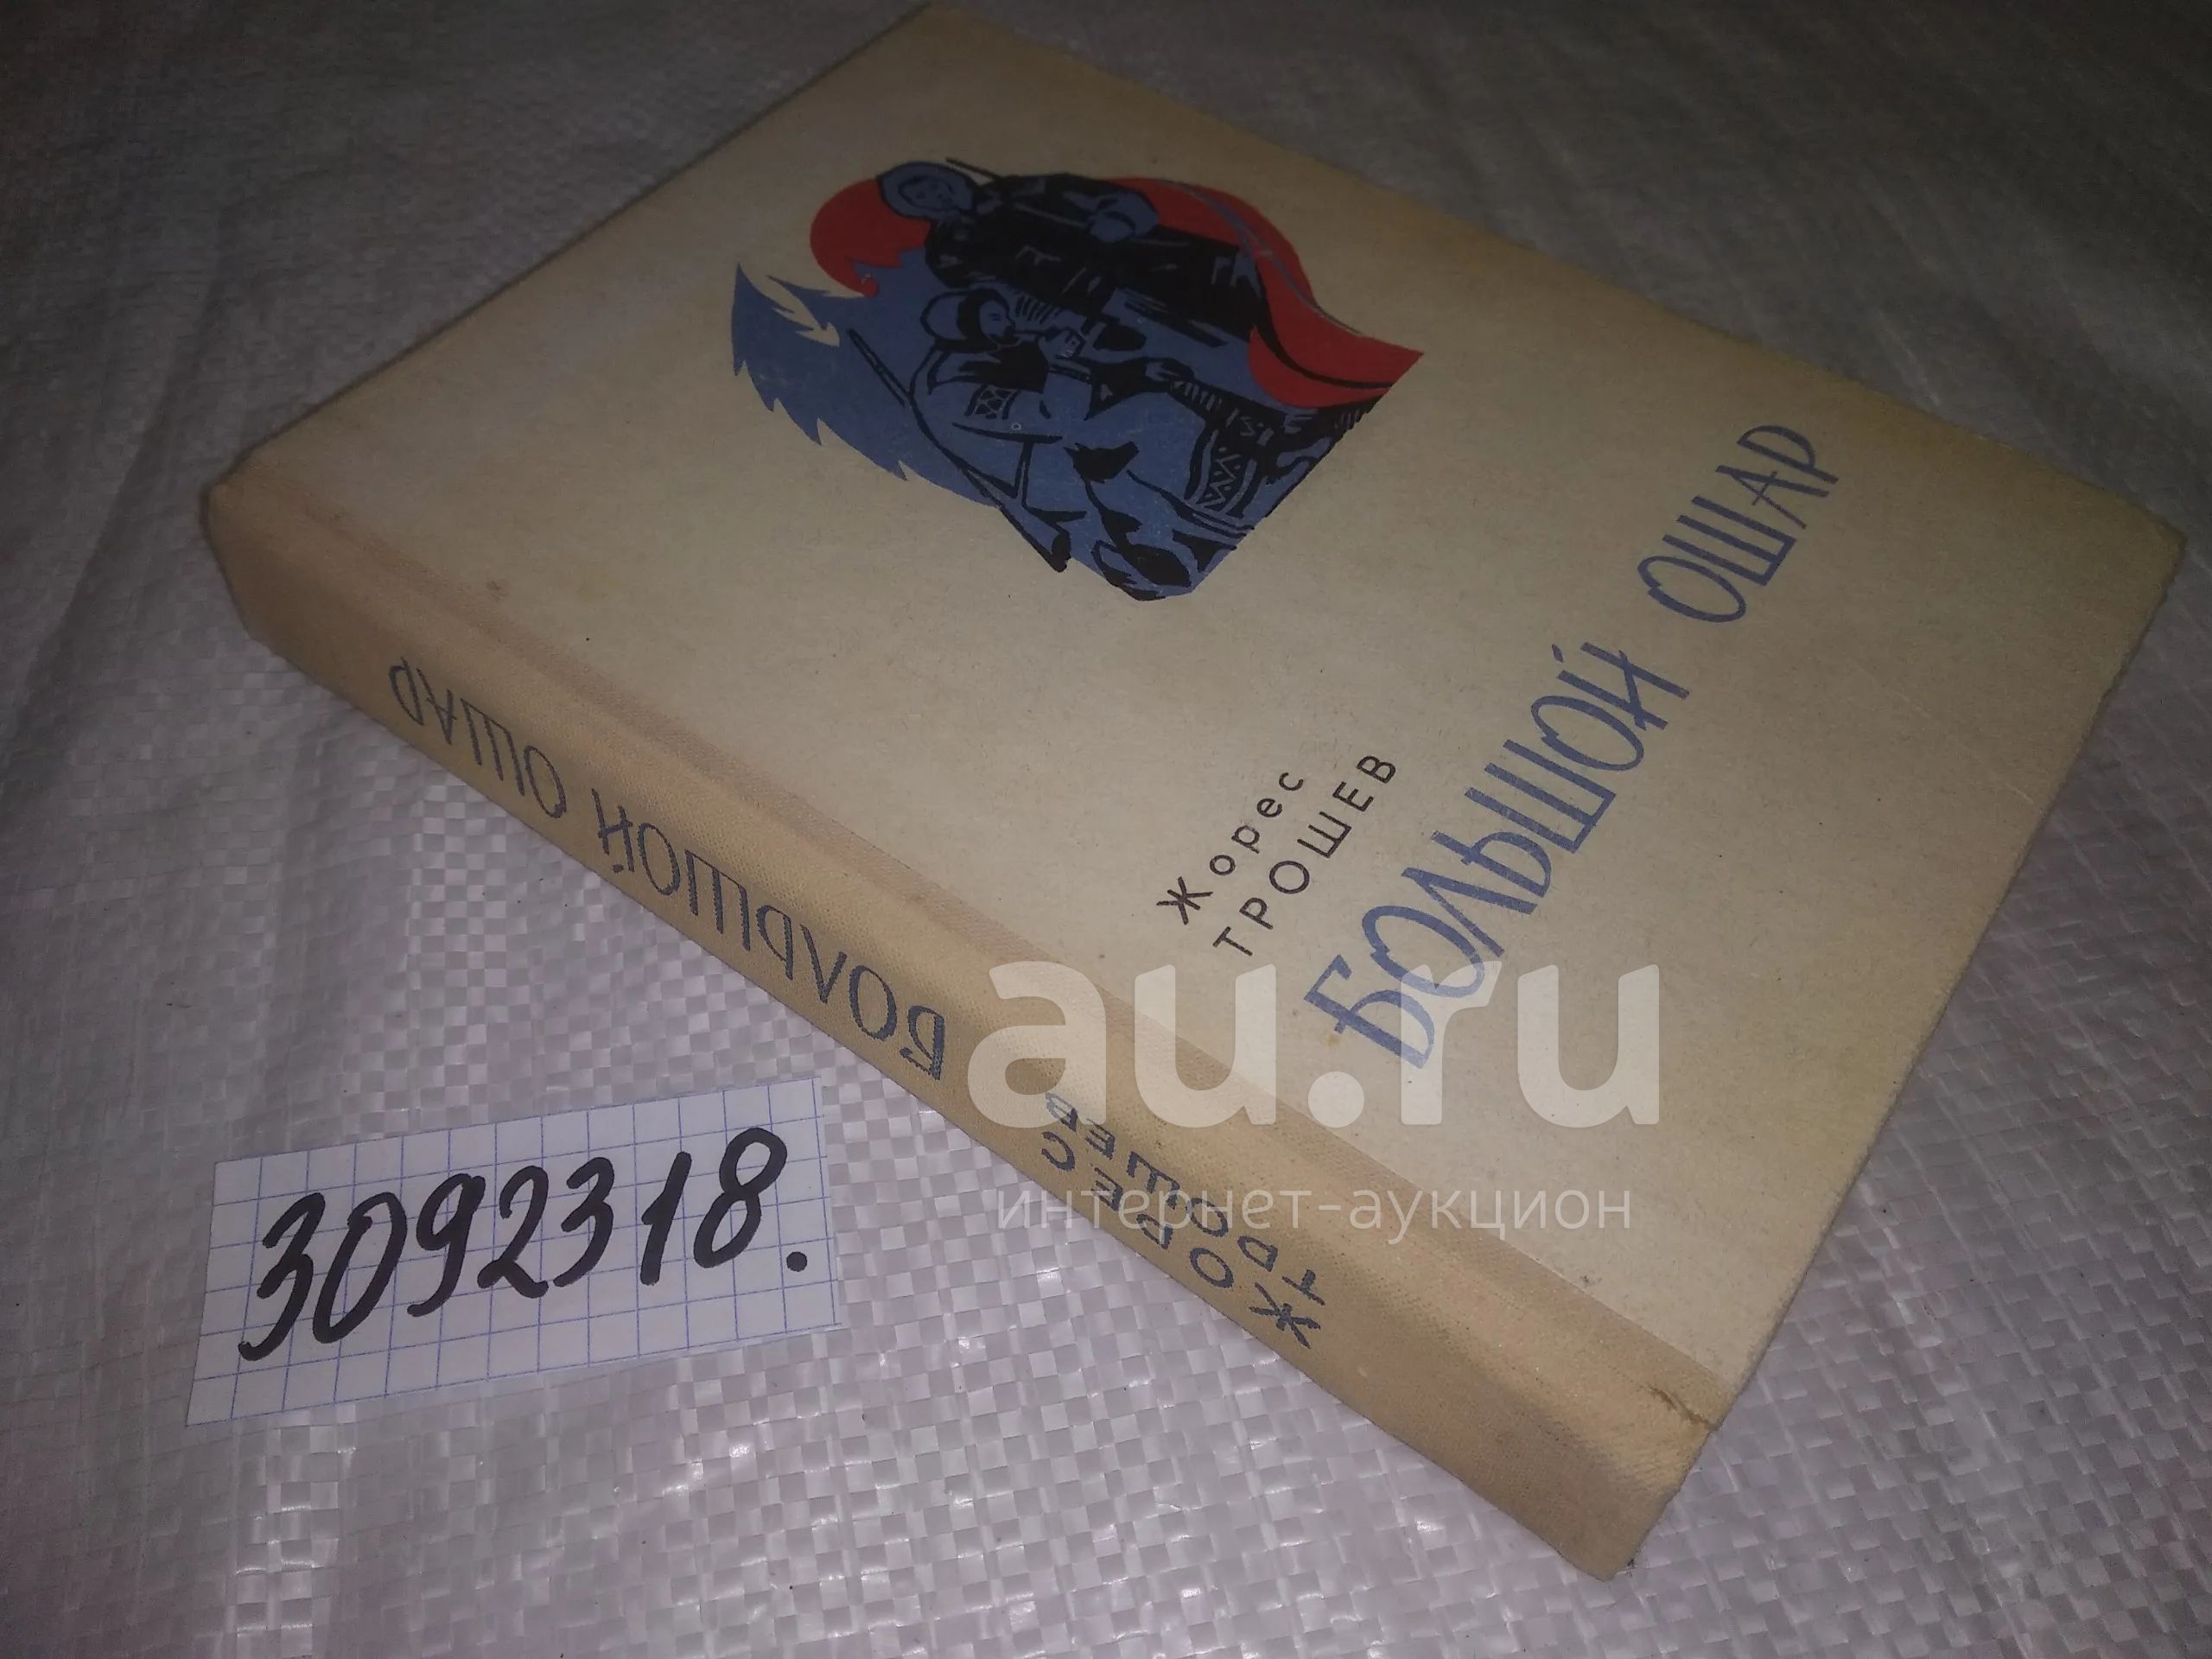 Жорес
ТРОШЕВ
БОЛЬШОЙ ОШАР
ЖОРЕС
ТРОШЕВ
БОЛЬШОЙ ОШАР
3092318.
au.ru
интернет-аукцион